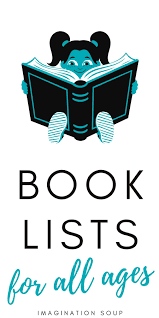 BOOK
LISTS
for all ages
IMAGINATION SOUP